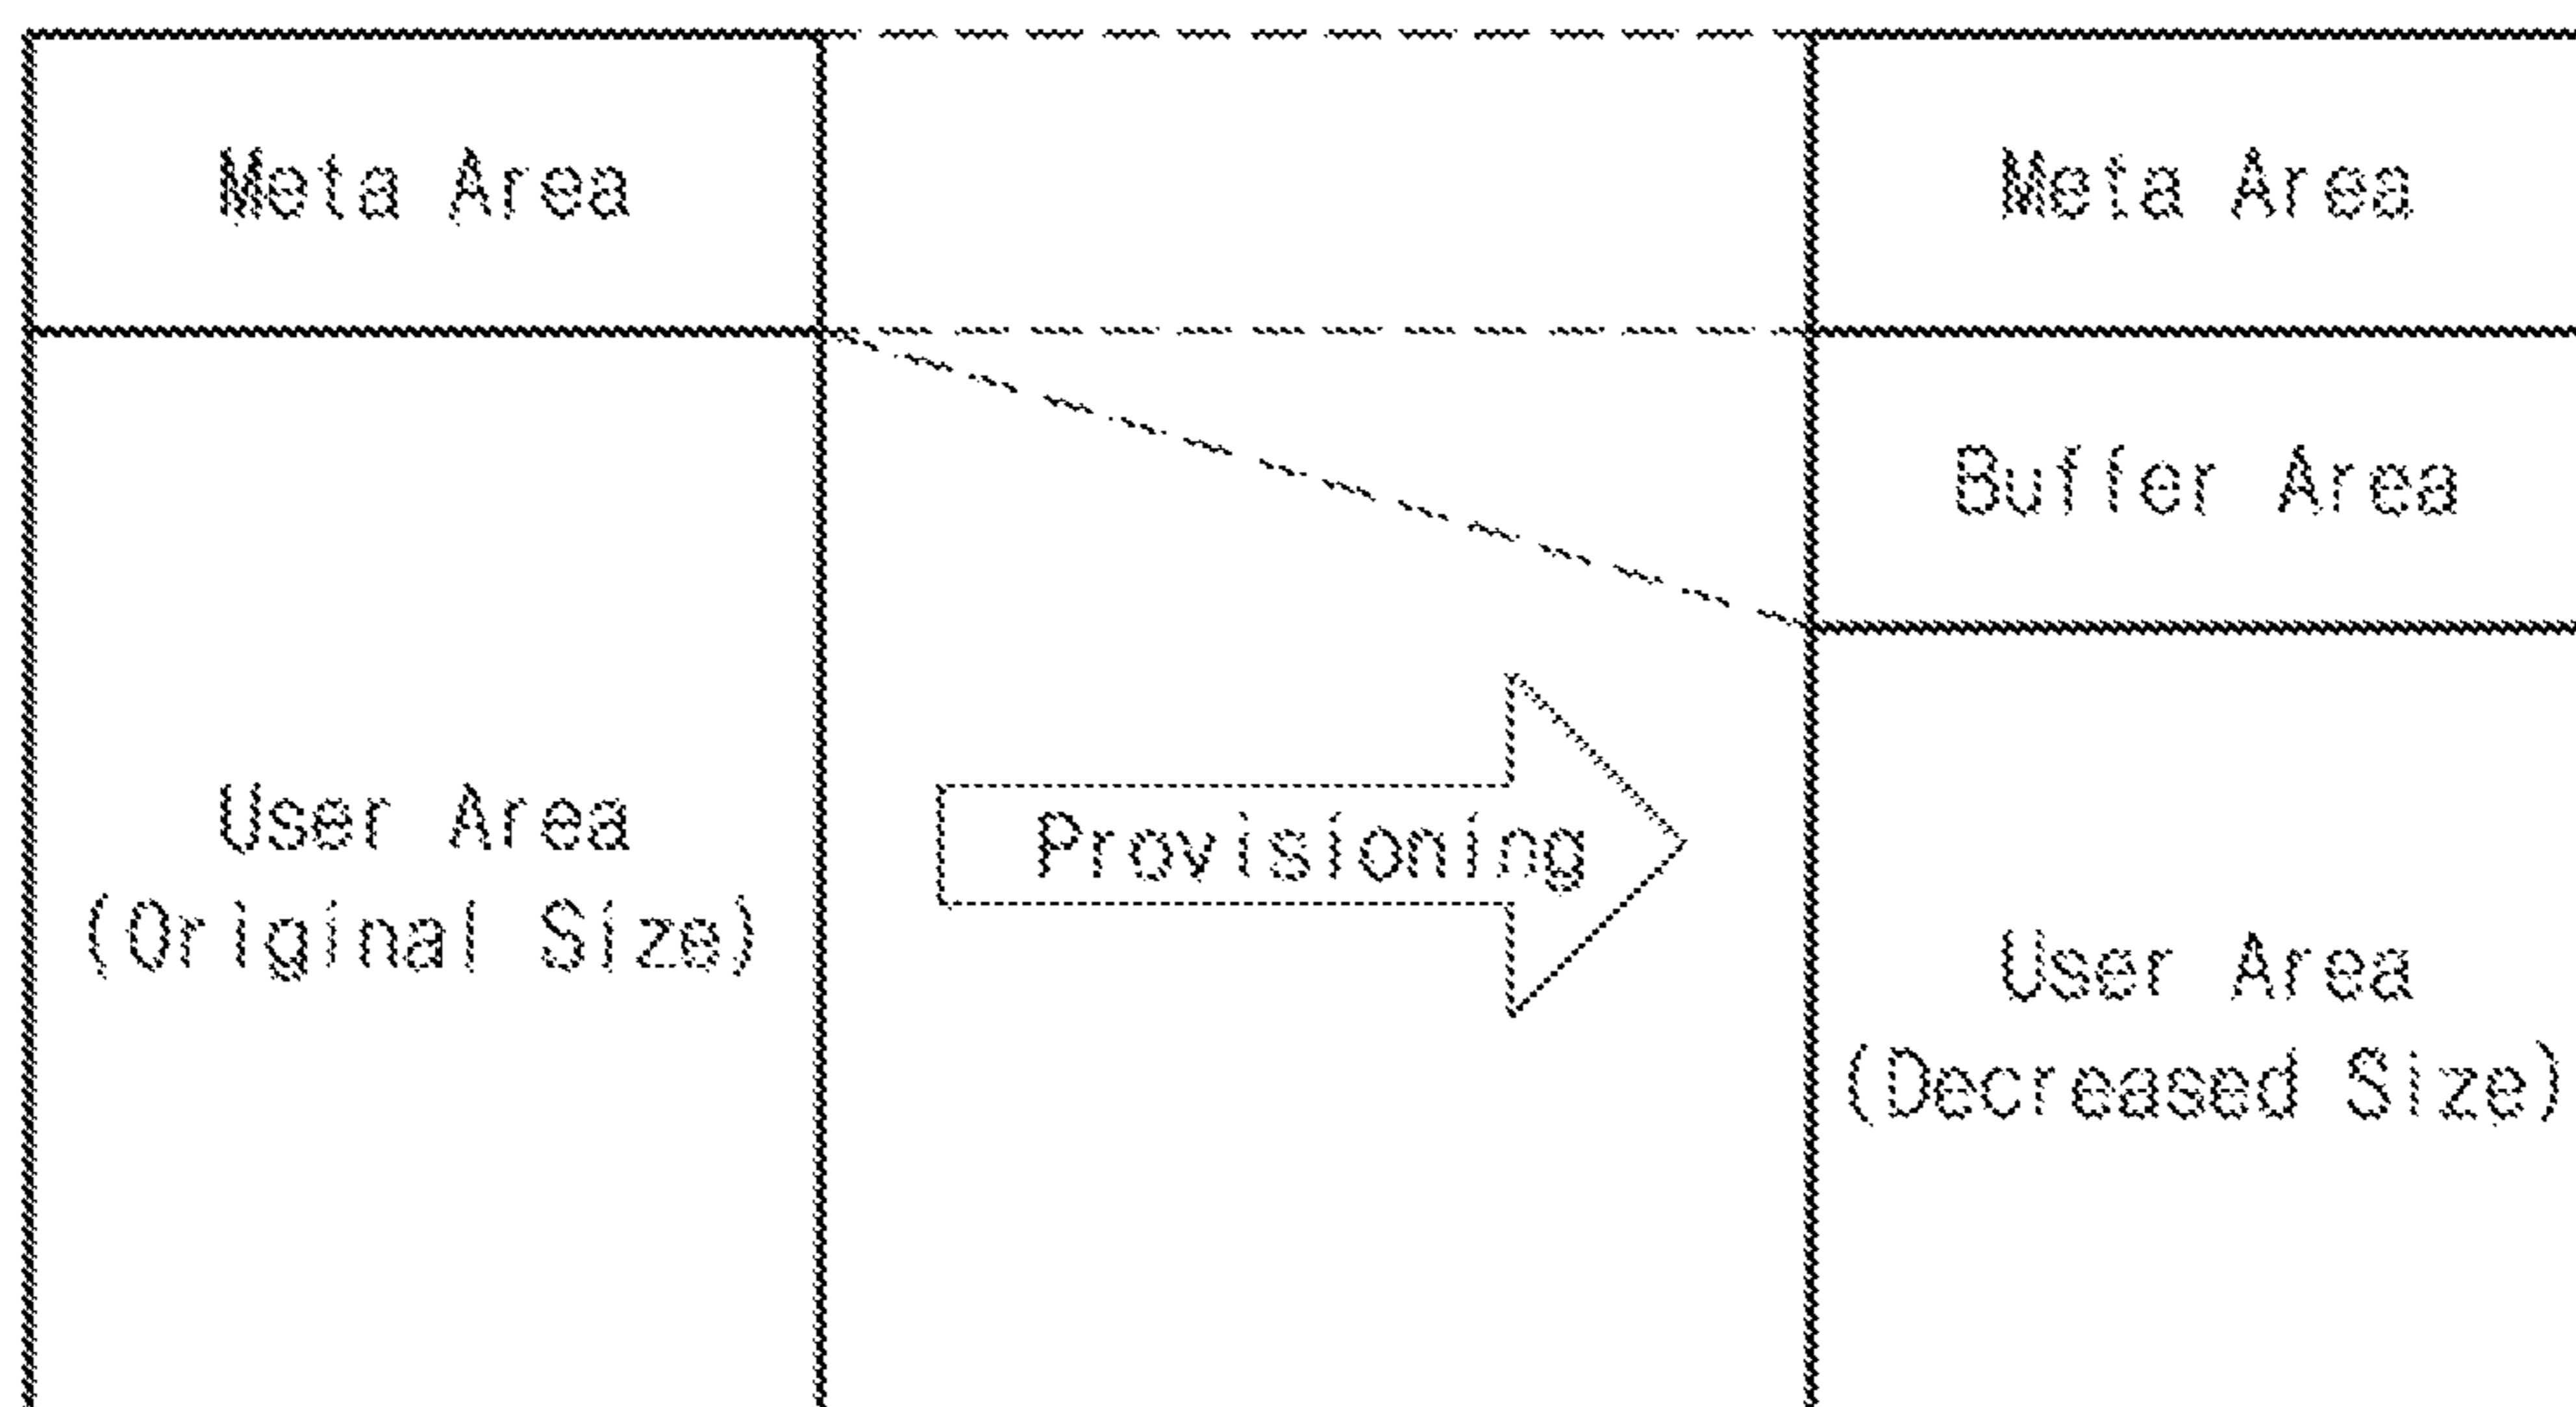 Meta Area
Meta Area
Buffer Area
User Area
(Original Size)
Provisioning
User Area
(Decreased Size)